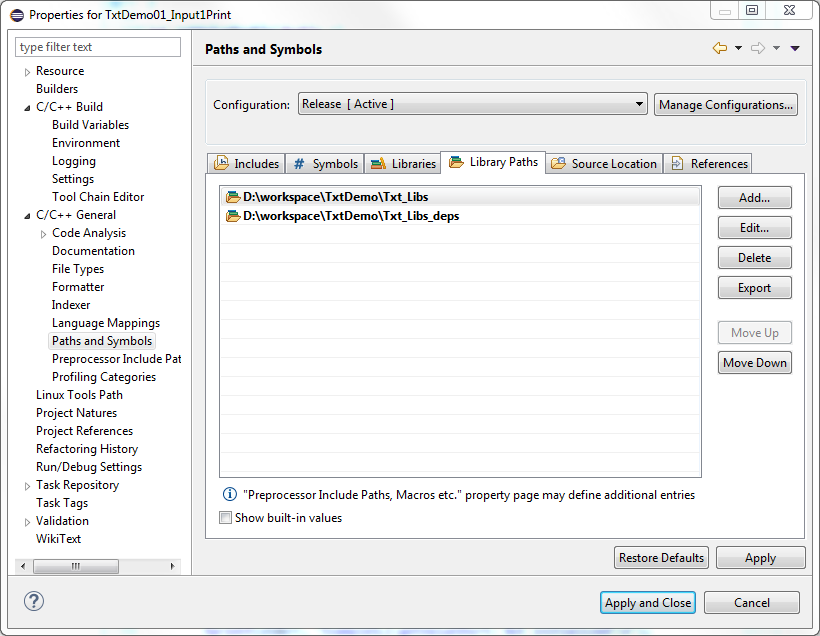 Properties for TxtDemo01_Input1Print
type filter text
Resource
Builders
C/C++ Build
Build Variables
Environment
Logging
Settings
Tool Chain Editor
C/C++ General
Code Analysis
Documentation
File Types
Formatter
Indexer
Language Mappings
Paths and Symbols
Preprocessor Include Pat
Profiling Categories
Linux Tools Path
Project Natures
Project References
Refactoring History
Run/Debug Settings
Task Repository
Task Tags
Validation
WikiText
Paths and Symbols
Configuration: Release [ Active ] Manage Configurations...
Includes # Symbols Libraries Library Paths Source Location References
D:\workspace\TxtDemo\Txt_Libs
D:\workspace\TxtDemo\Txt_Libs_deps
Add...
Edit...
Delete
Export
Move Up
Move Down
"Preprocessor Include Paths, Macros etc." property page may define additional entries
Show built-in values
Restore Defaults Apply
? Apply and Close Cancel